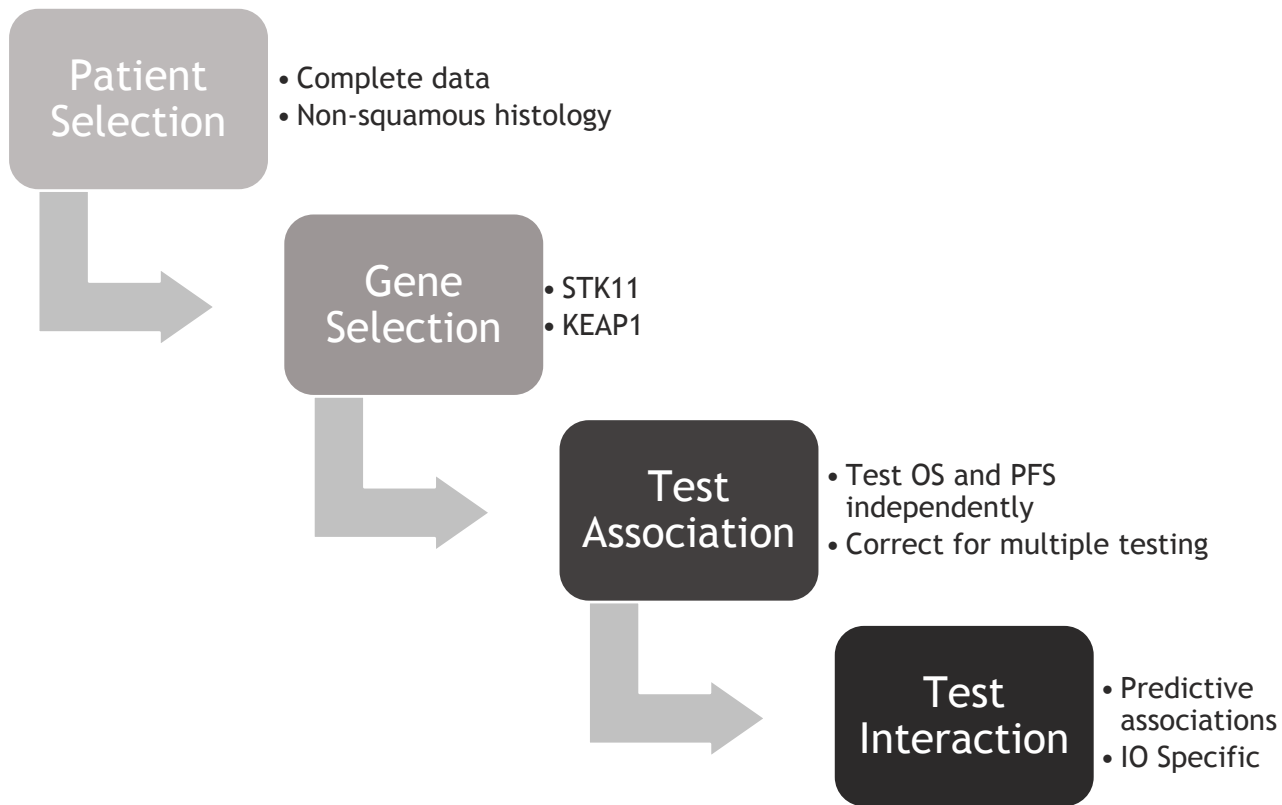 Patient
Selection
• Complete data
• Non-squamous histology
Gene
Selection
• STK11
• KEAP1
Test
Association
• Test OS and PFS
independently
• Correct for multiple testing
Test
Interaction
• Predictive
associations
• IO Specific